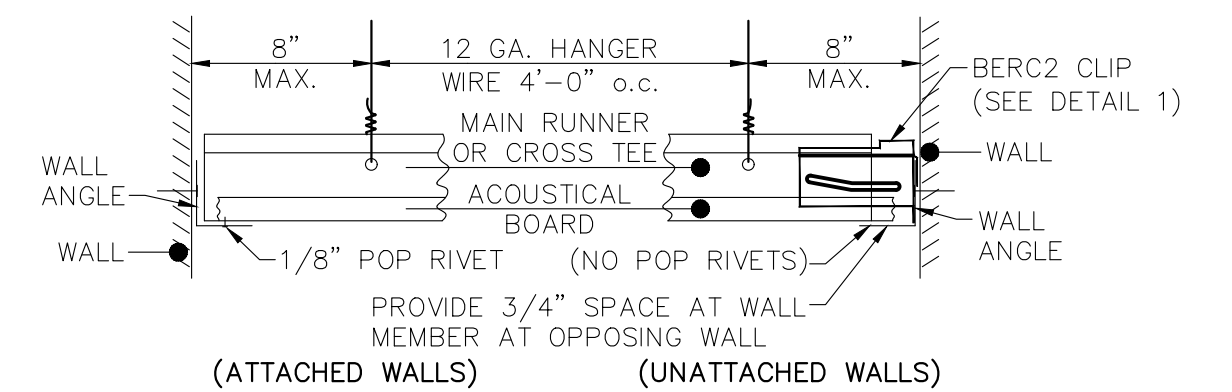 8”
MAX.
12 GA. HANGER
WIRE 4’-0” o.c.
8”
MAX.
BERC2 CLIP
(SEE DETAIL 1)
MAIN RUNNER
OR CROSS TEE
WALL
WALL
ANGLE
ACOUSTICAL
BOARD
WALL
ANGLE
WALL
1/8” POP RIVET
(NO POP RIVETS)
PROVIDE 3/4” SPACE AT WALL
MEMBER AT OPPOSING WALL
(ATTACHED WALLS)
(UNATTACHED WALLS)